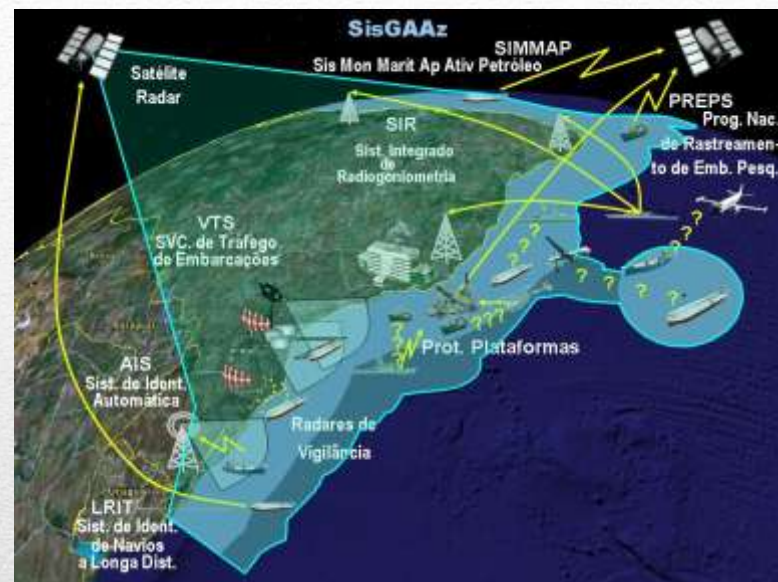 SisGAAz
SIMMAP
Sis Mon Marit Ap Ativ Petróleo
Satélite
Radar
PREPS
Prog. Nac.
de Rastreamen-
to de Emb. Pesq.
SIR
Sist. Integrado
de
Radiogoniometria
VTS
SVC. de Tráfego
de Embarcações
? ? ? ? ? ? ? ? ? ? ? ? ? ? ? ?
Prot. Plataformas
AIS
Sist. de Ident.
Automática
Radares de
Vigilância
LRIT
Sist. de Ident.
de Navios
a Longa Dist.